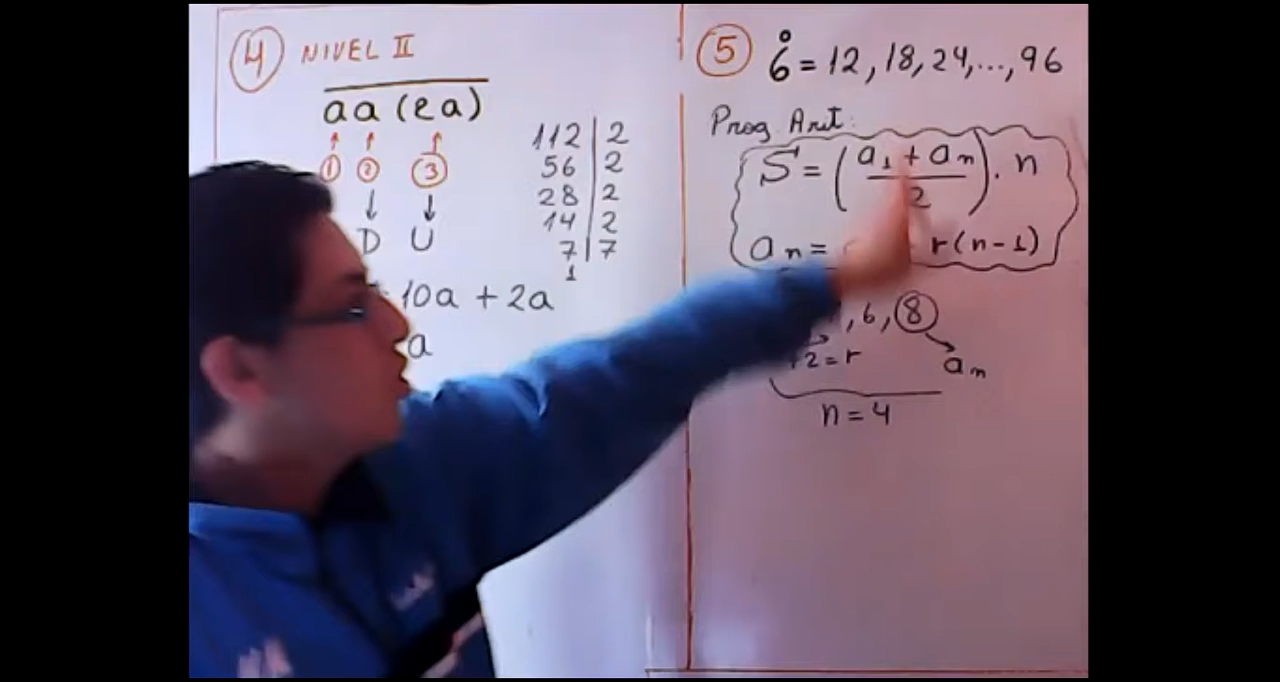 ④ NIVEL II
aa (2a)
① ② ③
D U
10a + 2a
a
112 | 2
56 | 2
28 | 2
14 | 2
7 | 7
1
⑤ 6̊ = 12, 18, 24, ..., 96
Prog. Arit:
S = (a₁ + aₙ / 2) . n
aₙ = r(n-1)
, 6, ⑧
+2 = r aₙ
n = 4